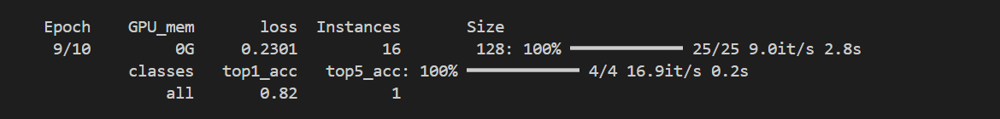 Epoch GPU_mem loss Instances Size
9/10 0G 0.2301 16 128: 100% ━━━━━━━━━━━━ 25/25 9.0it/s 2.8s
classes top1_acc top5_acc: 100% ━━━━━━━━━━━━ 4/4 16.9it/s 0.2s
all 0.82 1